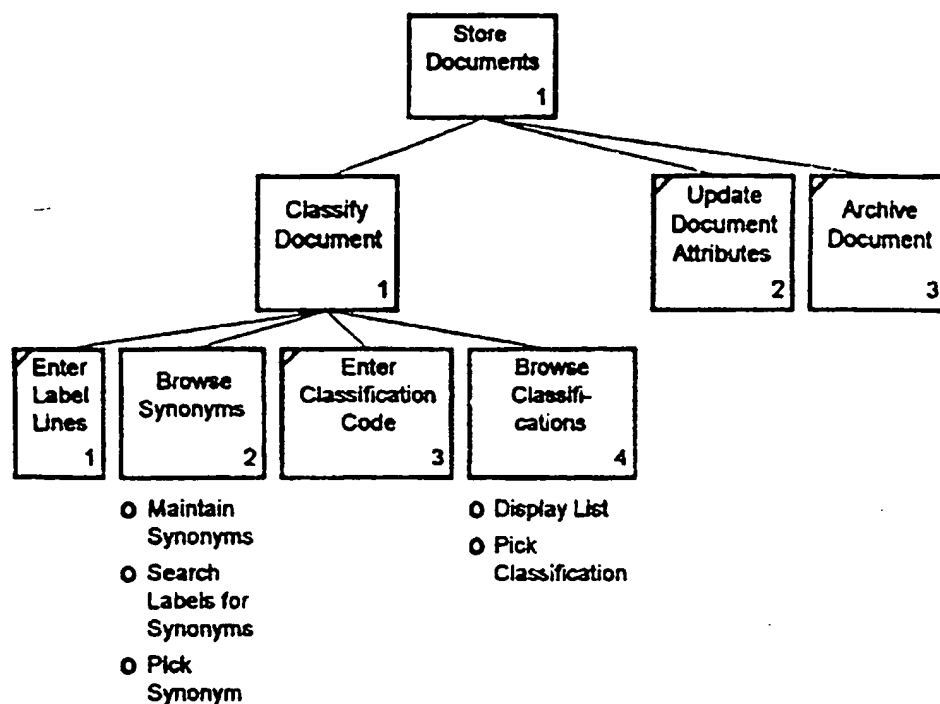 Store
Documents
1
Classify
Document
1
Update
Document
Attributes
2
Archive
Document
3
Enter
Label
Lines
1
Browse
Synonyms
2
Enter
Classification
Code
3
Browse
Classifi-
cations
4
Maintain
Synonyms
Search
Labels for
Synonyms
Pick
Synonym
Display List
Pick
Classification